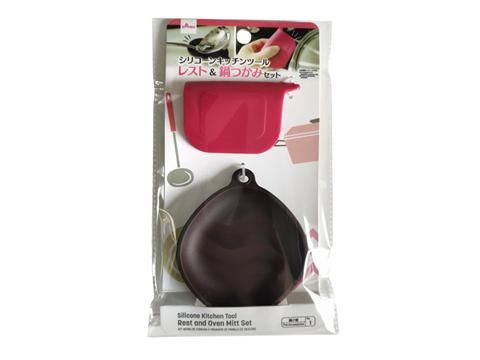 シリコーンキッチンツール
レスト & 鍋つかみセット
Silicone Kitchen Tool
Rest and Oven Mitt Set